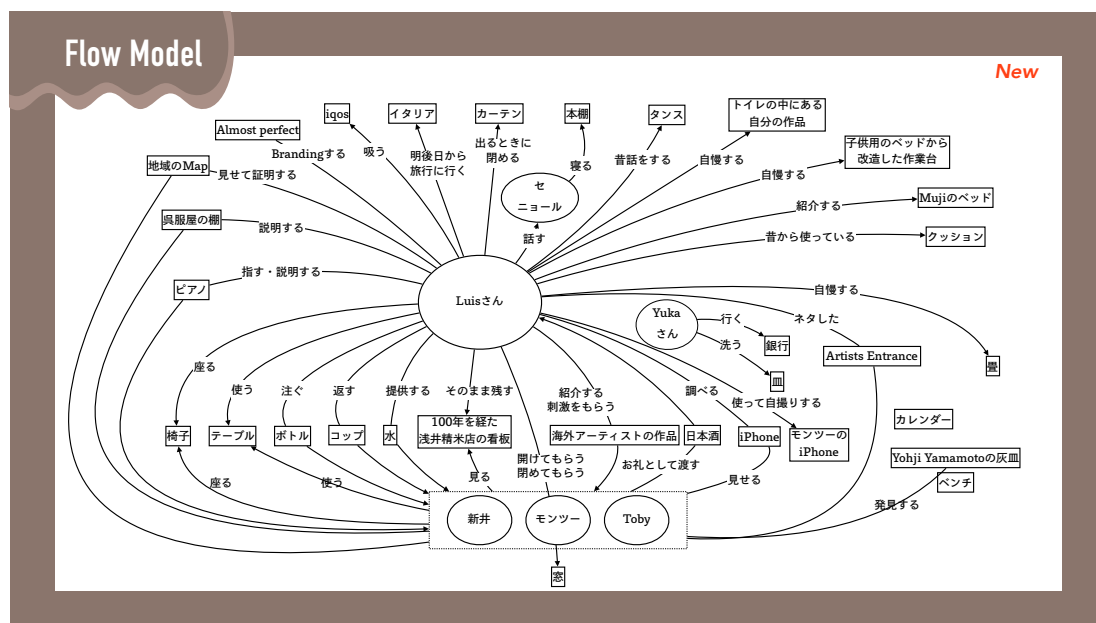 Flow Model
New
Almost perfect
iqos
イタリア
カーテン
本棚
タンス
トイレの中にある
自分の作品
子供用のベッドから
改造した作業台
地域のMap
Brandingする
吸う
明後日から
旅行に行く
出るときに
閉める
寝る
昔話をする
自慢する
自慢する
見せて証明する
セ
ニョール
Mujiのベッド
紹介する
呉服屋の棚
説明する
話す
昔から使っている
クッション
指す・説明する
ピアノ
Luisさん
自慢する
Yuka
さん
行く
ネタした
洗う
銀行
Artists Entrance
畳
座る
使う
注ぐ
返す
提供する
そのまま残す
紹介する
刺激をもらう
調べる
皿
使って自撮りする
カレンダー
椅子
テーブル
ボトル
コップ
水
100年を経た
浅井精米店の看板
海外アーティストの作品
日本酒
iPhone
モンツーの
iPhone
Yohji Yamamotoの灰皿
ベンチ
開けてもらう
閉めてもらう
お礼として渡す
見せる
座る
使う
見る
発見する
新井
モンツー
Toby
窓